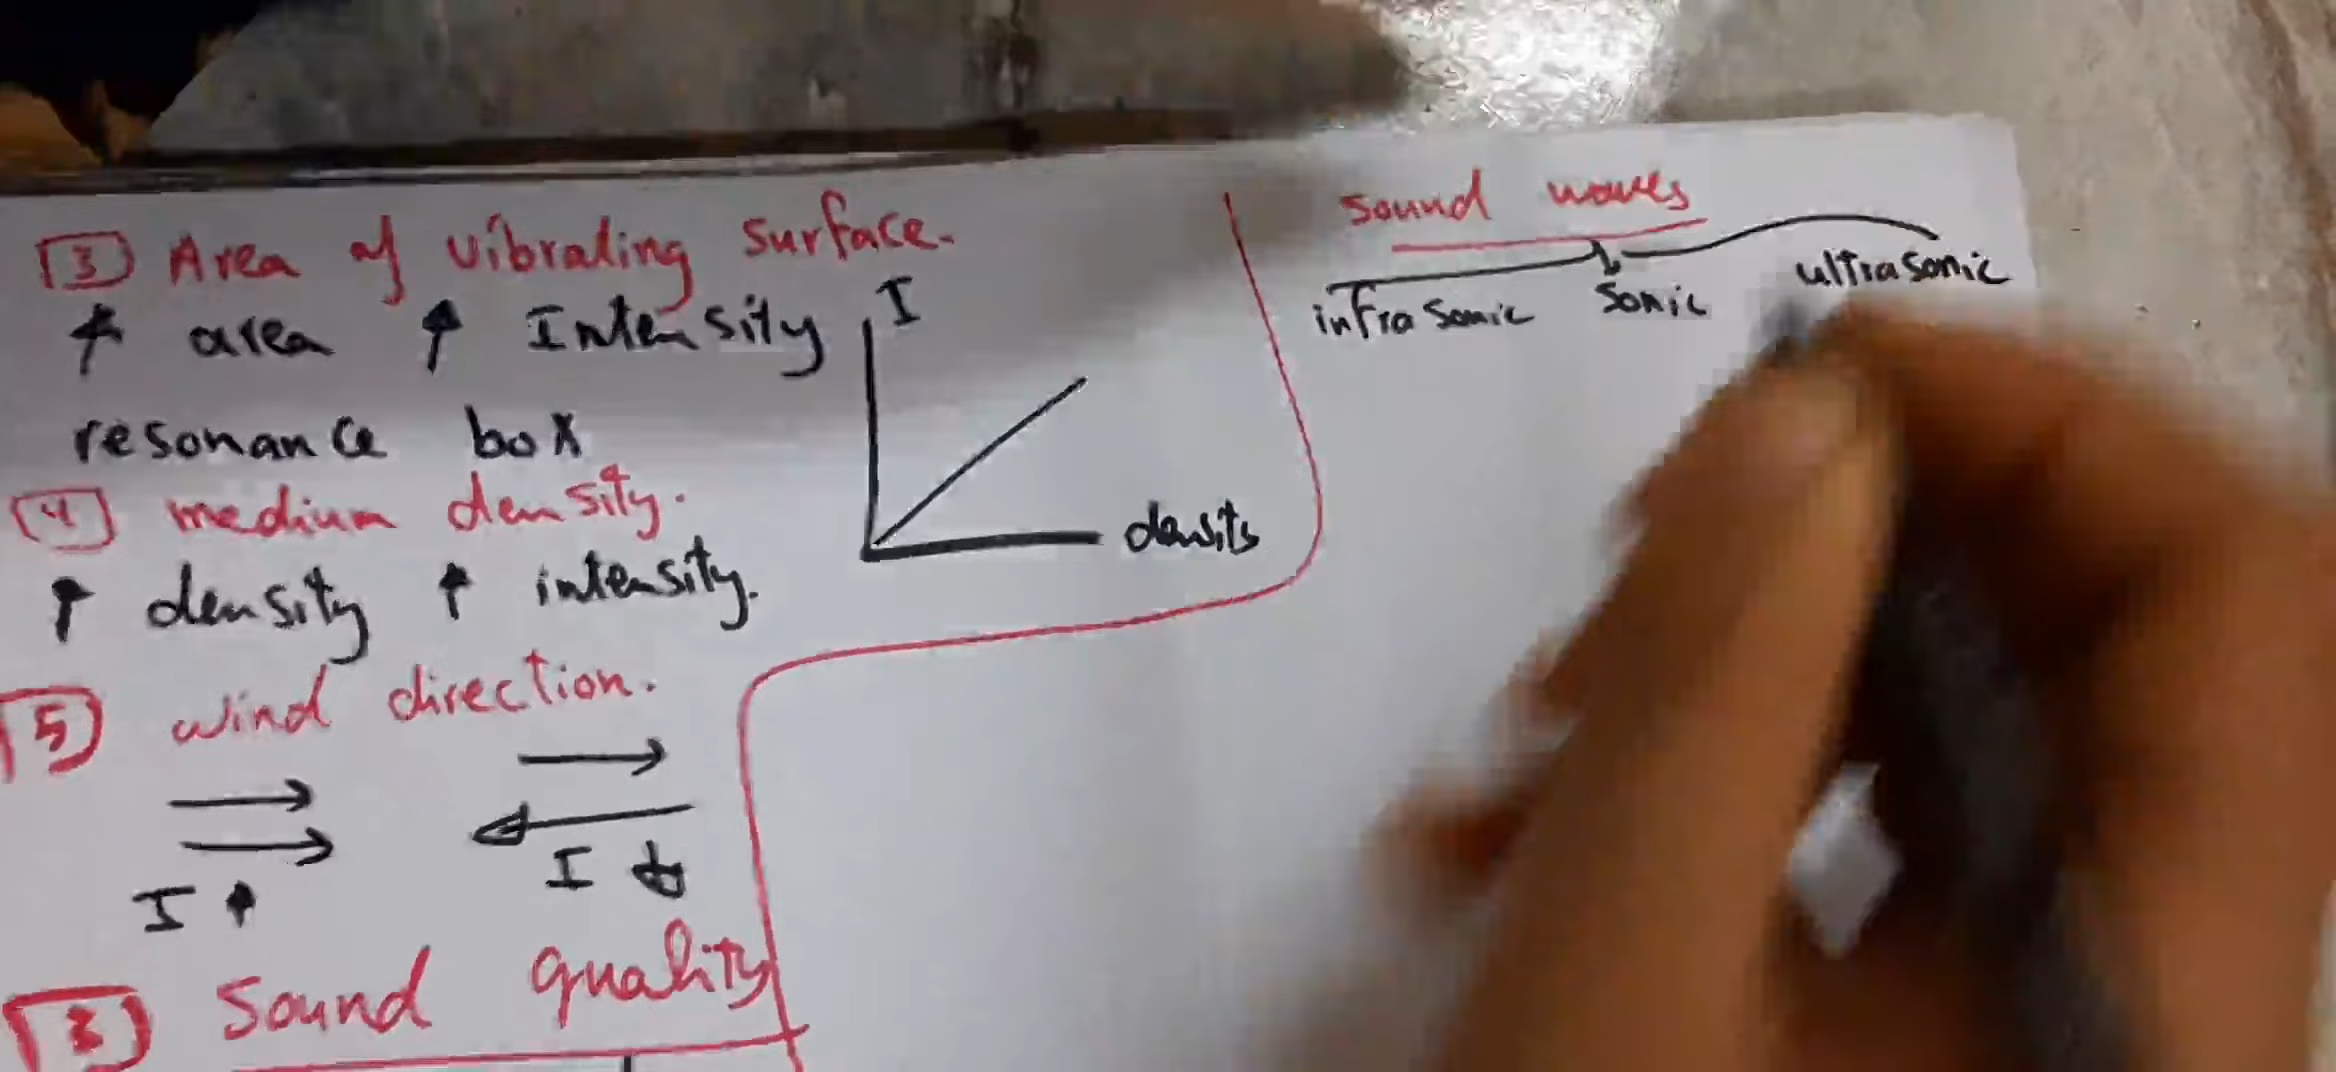 3 Area of vibrating surface.
↑ area ↑ Intensity
I
resonance box
4 medium density.
densits
↑ density ↑ intensity.
5 wind direction.
I ↑
I ↓
3 Sound quality
sound waves
infrasonic sonic ultrasonic